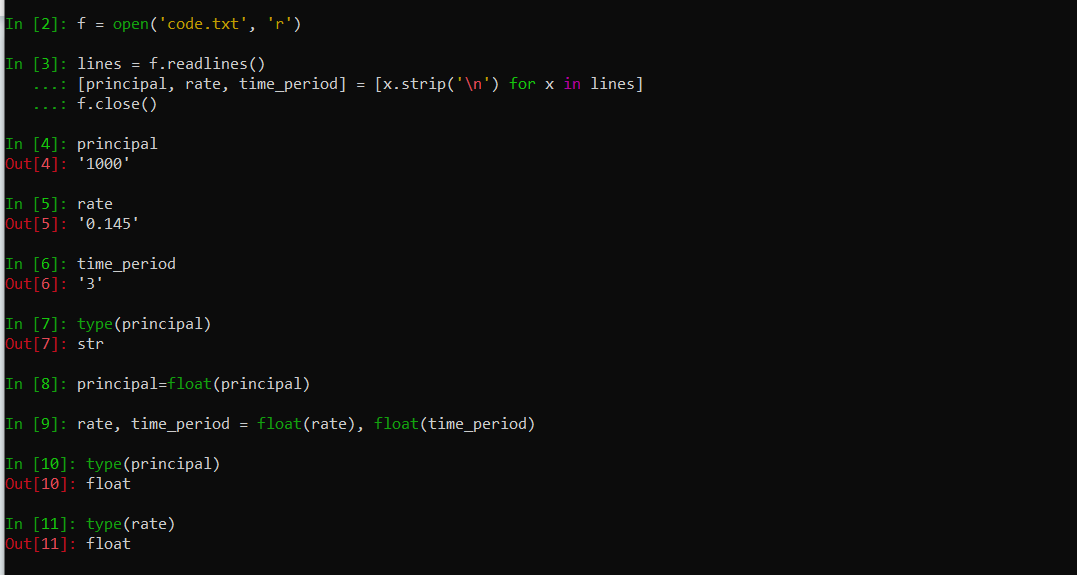 In [2]: f = open('code.txt', 'r')
In [3]: lines = f.readlines()
...: [principal, rate, time_period] = [x.strip('\n') for x in lines]
...: f.close()
In [4]: principal
Out[4]: '1000'
In [5]: rate
Out[5]: '0.145'
In [6]: time_period
Out[6]: '3'
In [7]: type(principal)
Out[7]: str
In [8]: principal=float(principal)
In [9]: rate, time_period = float(rate), float(time_period)
In [10]: type(principal)
Out[10]: float
In [11]: type(rate)
Out[11]: float